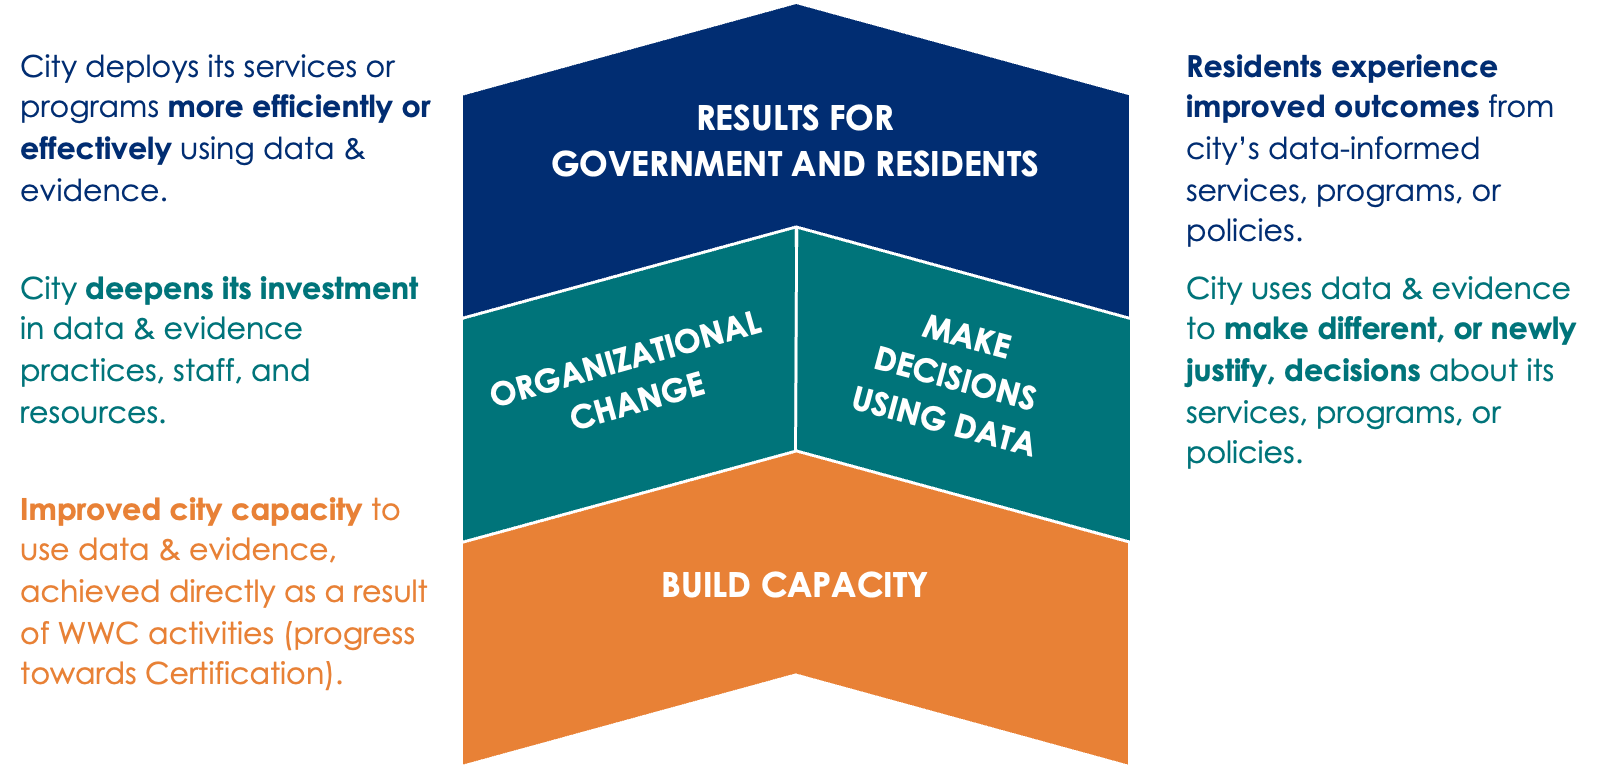 City deploys its services or
programs more efficiently or
effectively using data &
evidence.
RESULTS FOR
GOVERNMENT AND RESIDENTS
Residents experience
improved outcomes from
city’s data-informed
services, programs, or
policies.
City deepens its investment
in data & evidence
practices, staff, and
resources.
ORGANIZATIONAL
CHANGE
MAKE
DECISIONS
USING DATA
City uses data & evidence
to make different, or newly
justify, decisions about its
services, programs, or
policies.
Improved city capacity to
use data & evidence,
achieved directly as a result
of WWC activities (progress
towards Certification).
BUILD CAPACITY